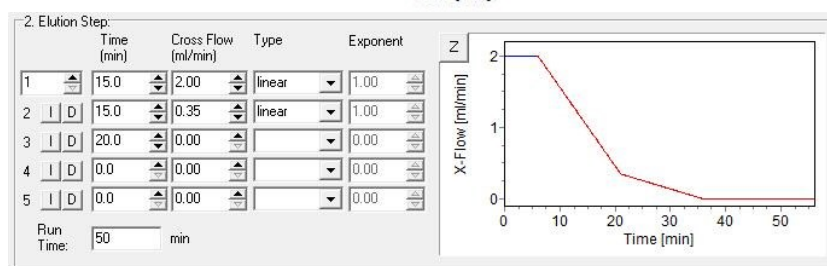 2. Elution Step:
Time (min) Cross Flow (ml/min) Type Exponent
1 15.0 2.00 linear 1.00
2 I D 15.0 0.35 linear 1.00
3 I D 20.0 0.00 0.00
4 I D 0.0 0.00 0.00
5 I D 0.0 0.00 0.00
Run Time: 50 min
Z
X-Flow [ml/min]
2
1
0
0 10 20 30 40 50
Time [min]